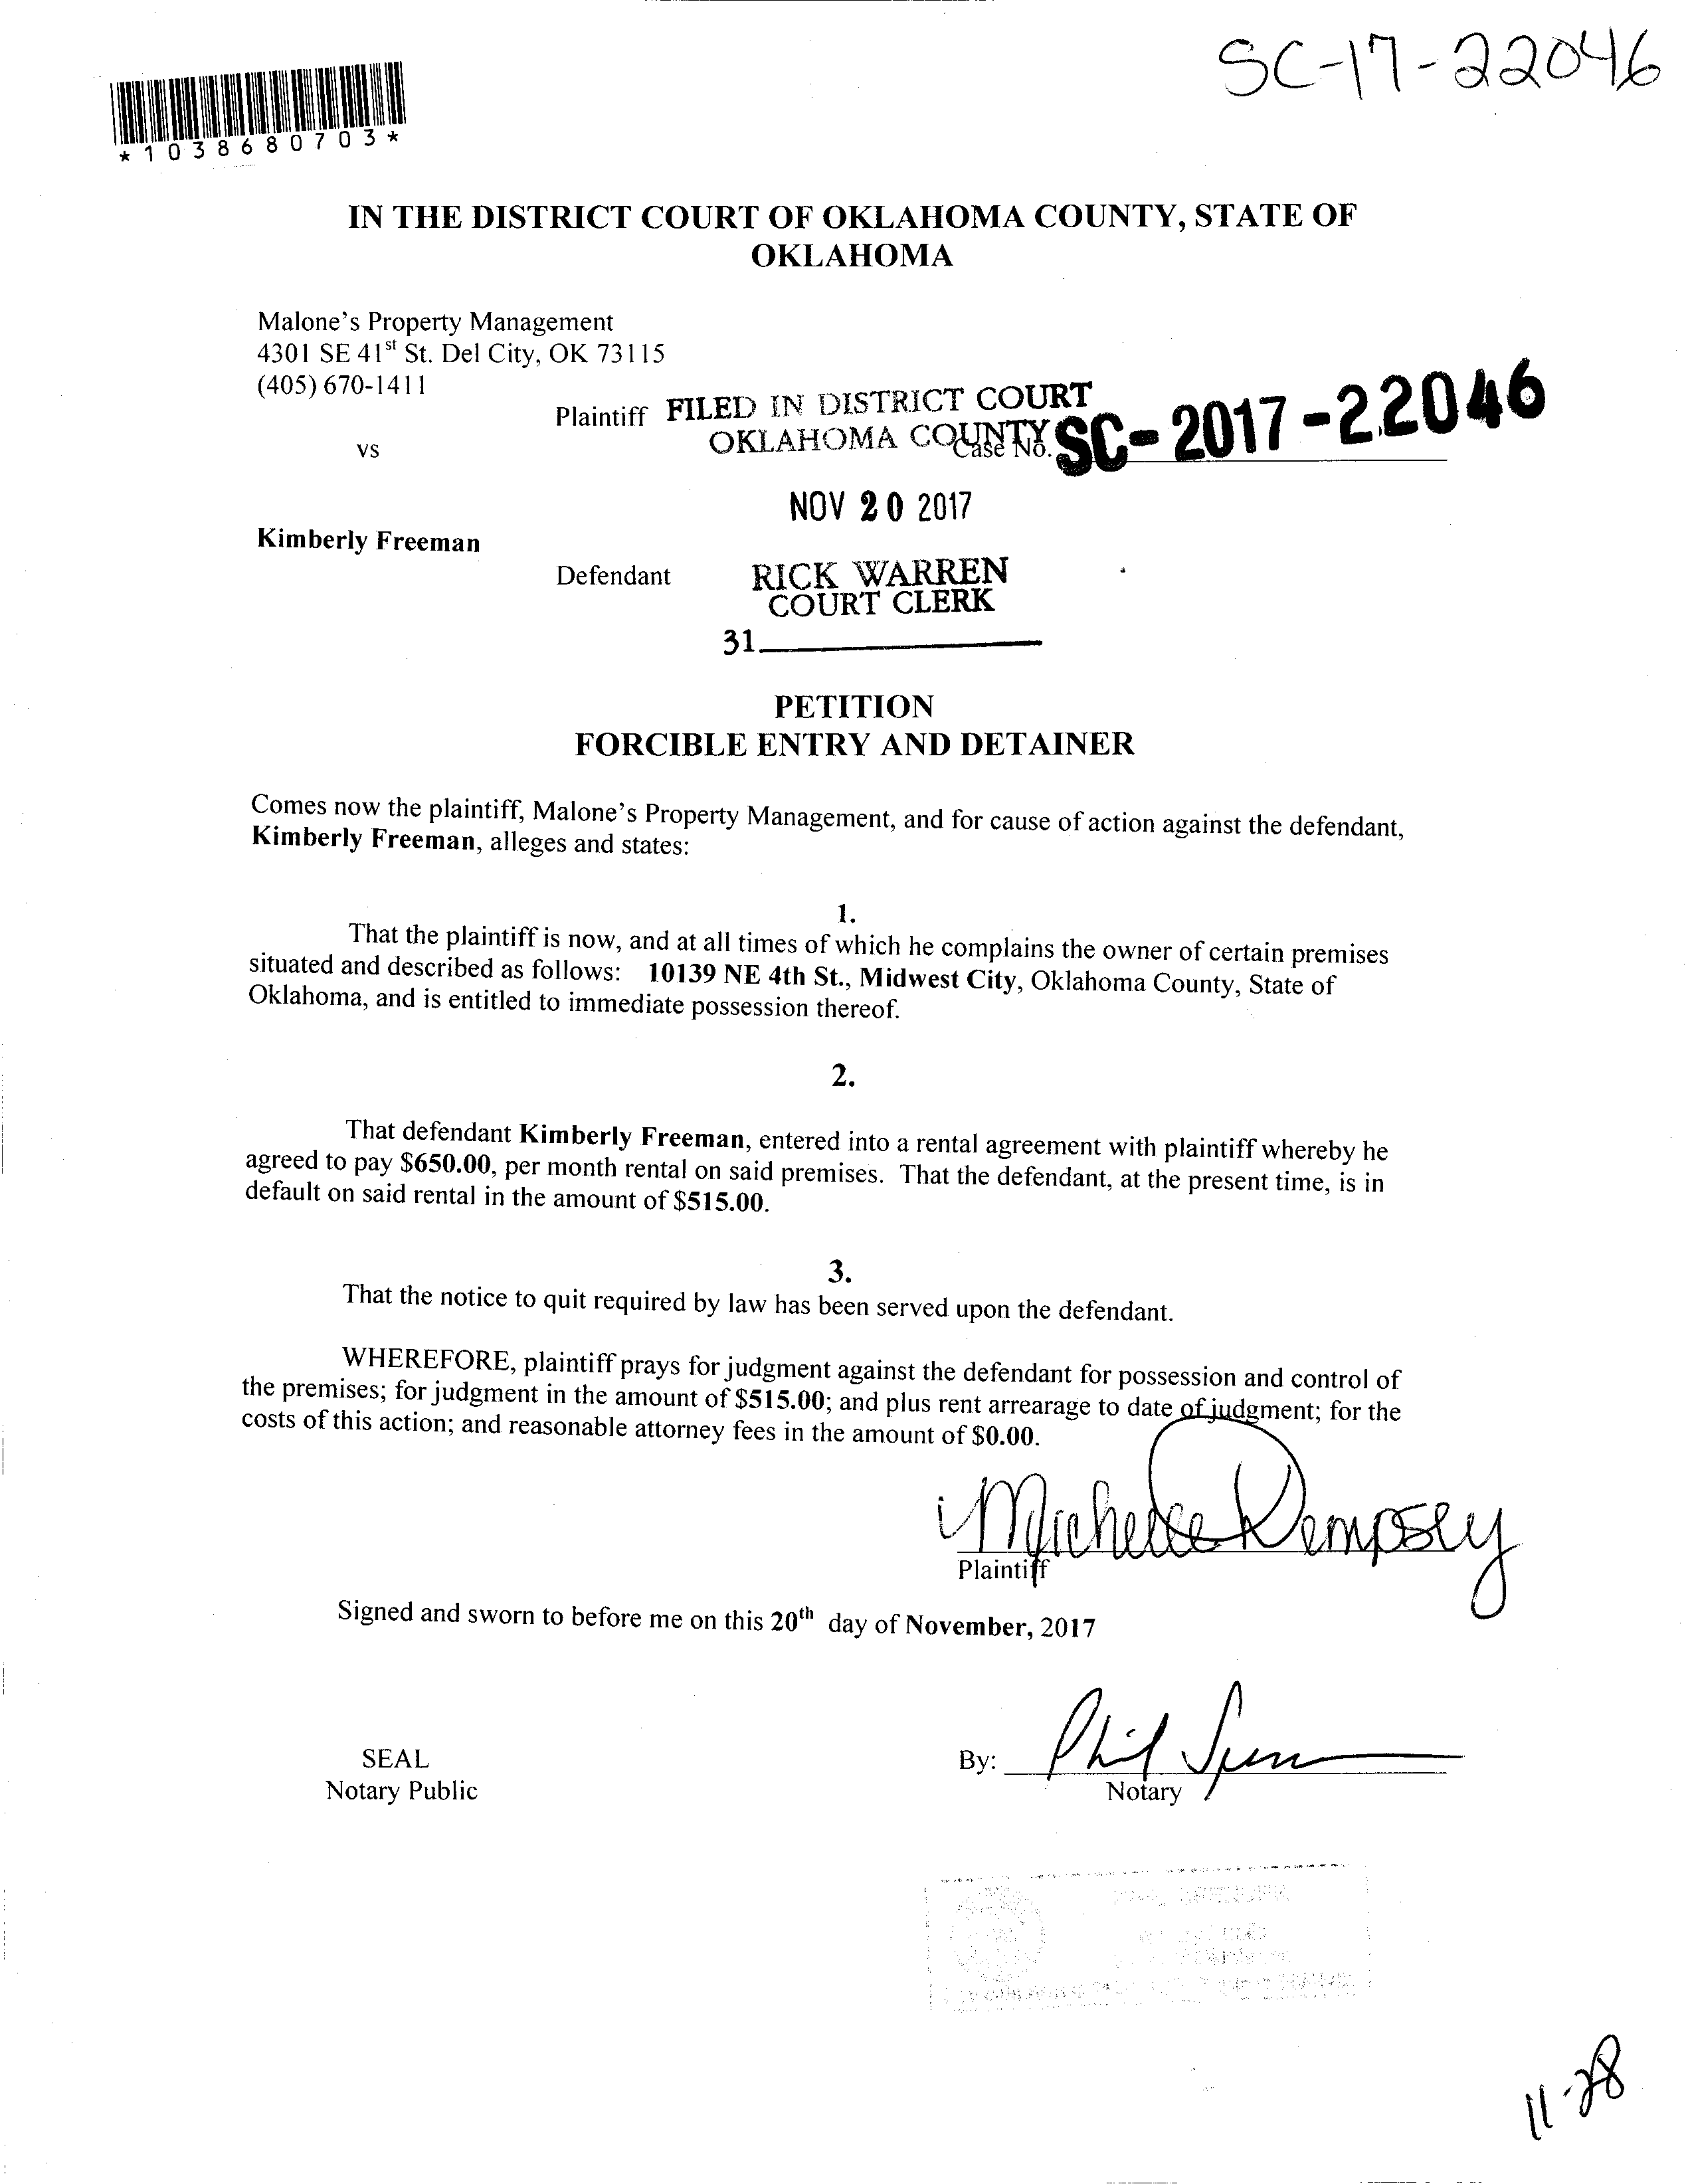 SC-17-22046
*1038680703*
IN THE DISTRICT COURT OF OKLAHOMA COUNTY, STATE OF
OKLAHOMA
Malone's Property Management
4301 SE 41st St. Del City, OK 73115
(405) 670-1411
Plaintiff FILED IN DISTRICT COURT
OKLAHOMA COUNTY
vs
Case No. SC-2017-22046
NOV 20 2017
Kimberly Freeman
Defendant
RICK WARREN
COURT CLERK
31
PETITION
FORCIBLE ENTRY AND DETAINER
Comes now the plaintiff, Malone's Property Management, and for cause of action against the defendant,
Kimberly Freeman, alleges and states:
1.
That the plaintiff is now, and at all times of which he complains the owner of certain premises
situated and described as follows: 10139 NE 4th St., Midwest City, Oklahoma County, State of
Oklahoma, and is entitled to immediate possession thereof.
2.
That defendant Kimberly Freeman, entered into a rental agreement with plaintiff whereby he
agreed to pay $650.00, per month rental on said premises. That the defendant, at the present time, is in
default on said rental in the amount of $515.00.
3.
That the notice to quit required by law has been served upon the defendant.
WHEREFORE, plaintiff prays for judgment against the defendant for possession and control of
the premises; for judgment in the amount of $515.00; and plus rent arrearage to date of judgment; for the
costs of this action; and reasonable attorney fees in the amount of $0.00.
Michelle Dempsey
Plaintiff
Signed and sworn to before me on this 20th day of November, 2017
SEAL
Notary Public
By: Phil
Notary
11-28